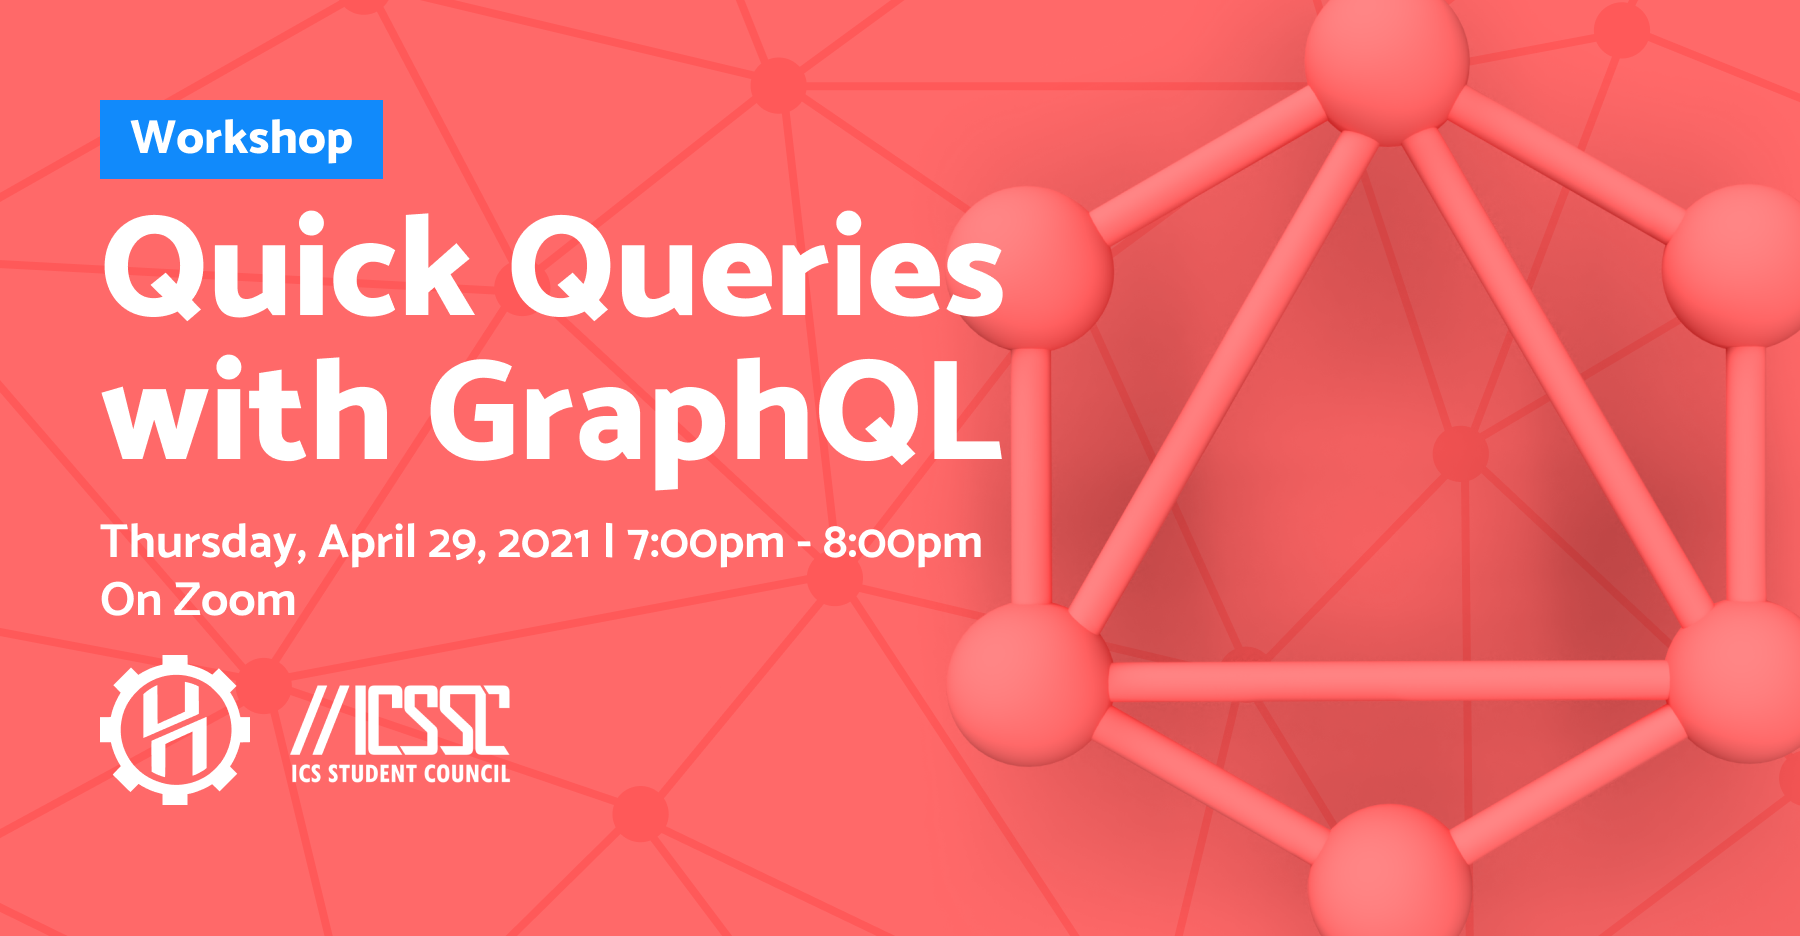 Workshop
Quick Queries
with GraphQL
Thursday, April 29, 2021 | 7:00pm - 8:00pm
On Zoom
H
//ICSSC
ICS STUDENT COUNCIL